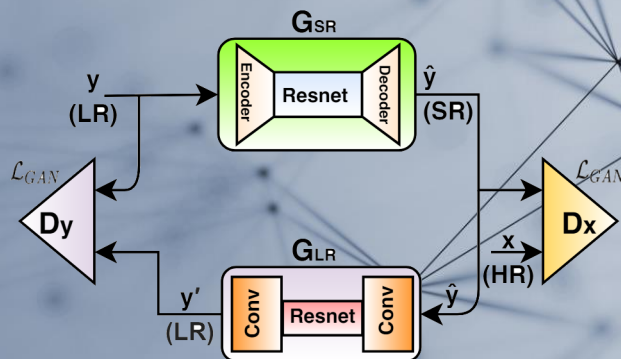 GSR
y
(LR)
Encoder
Resnet
Decoder
ŷ
(SR)
ℒGAN
Dy
ℒGAN
Dx
x
(HR)
GLR
y′
(LR)
Conv
Resnet
Conv
ŷ